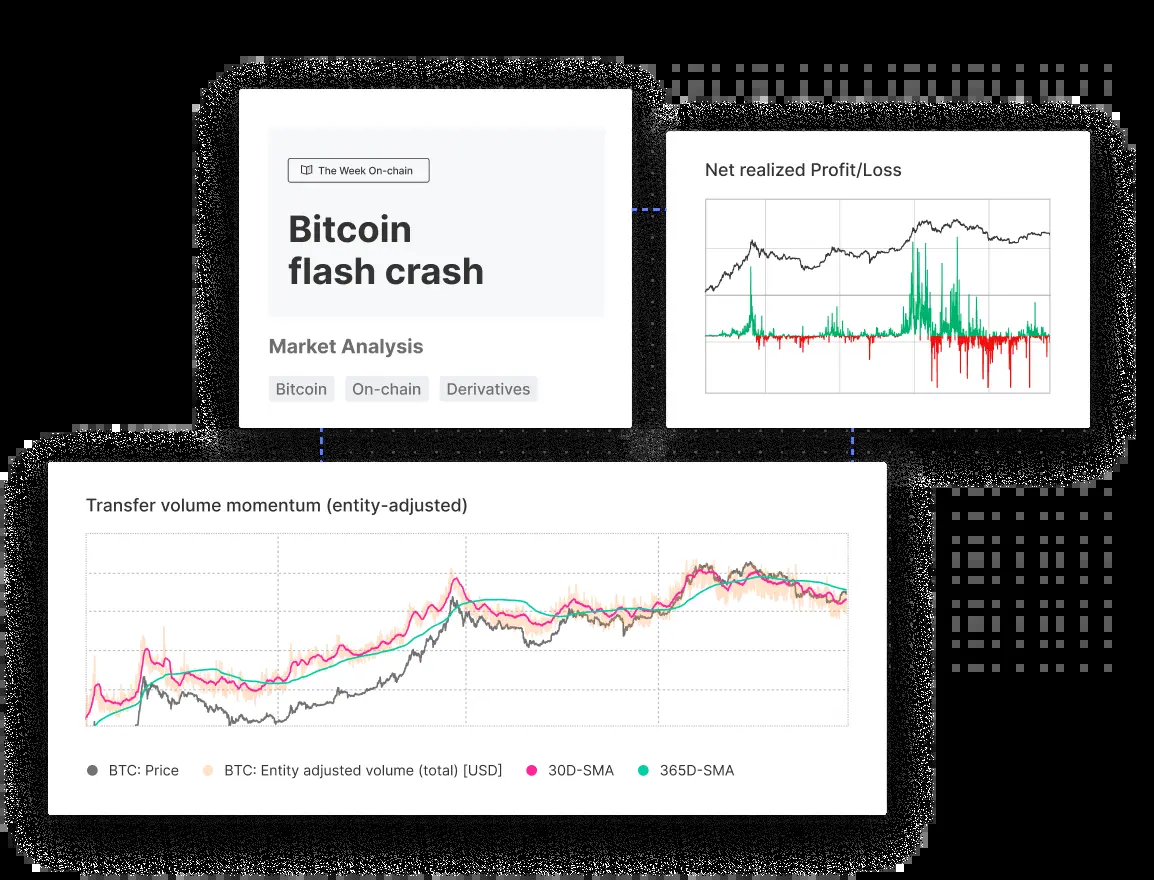 The Week On-chain
Bitcoin
flash crash
Market Analysis
Bitcoin On-chain Derivatives
Net realized Profit/Loss
Transfer volume momentum (entity-adjusted)
BTC: Price BTC: Entity adjusted volume (total) [USD] 30D-SMA 365D-SMA